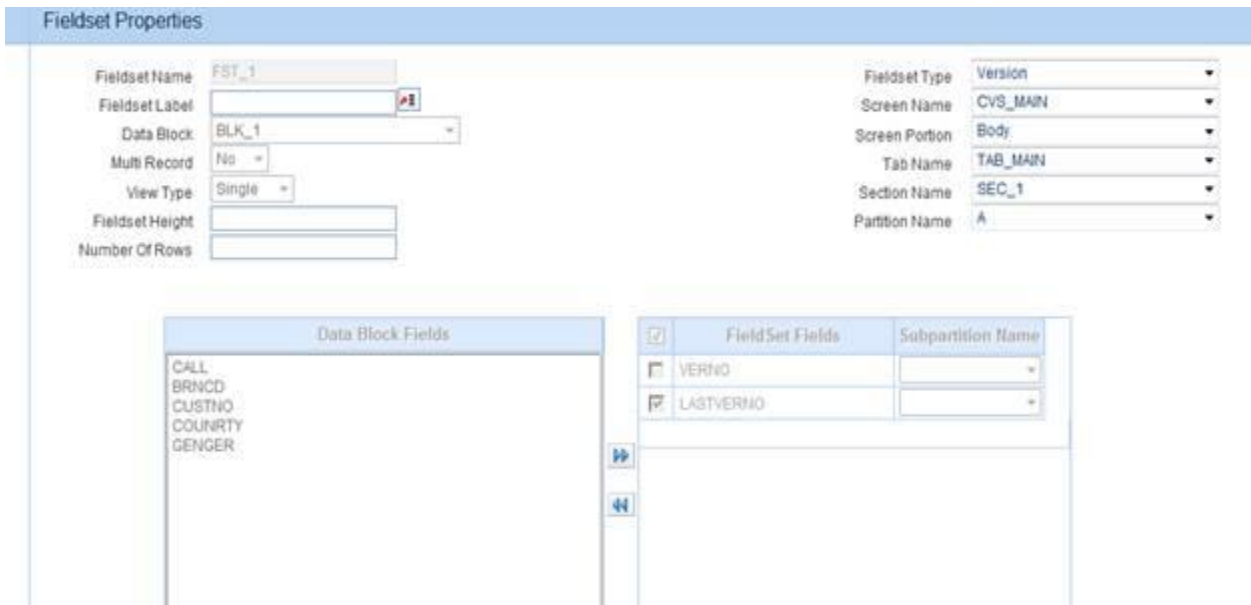 Fieldset Properties
Fieldset Name FST_1
Fieldset Label
Data Block BLK_1
Multi Record No
View Type Single
Fieldset Height
Number Of Rows
Fieldset Type Version
Screen Name CVS_MAIN
Screen Portion Body
Tab Name TAB_MAIN
Section Name SEC_1
Partition Name A
Data Block Fields
CALL
BRNCD
CUSTNO
COUNRTY
GENGER
FieldSet Fields Subpartition Name
VERNO
LASTVERNO